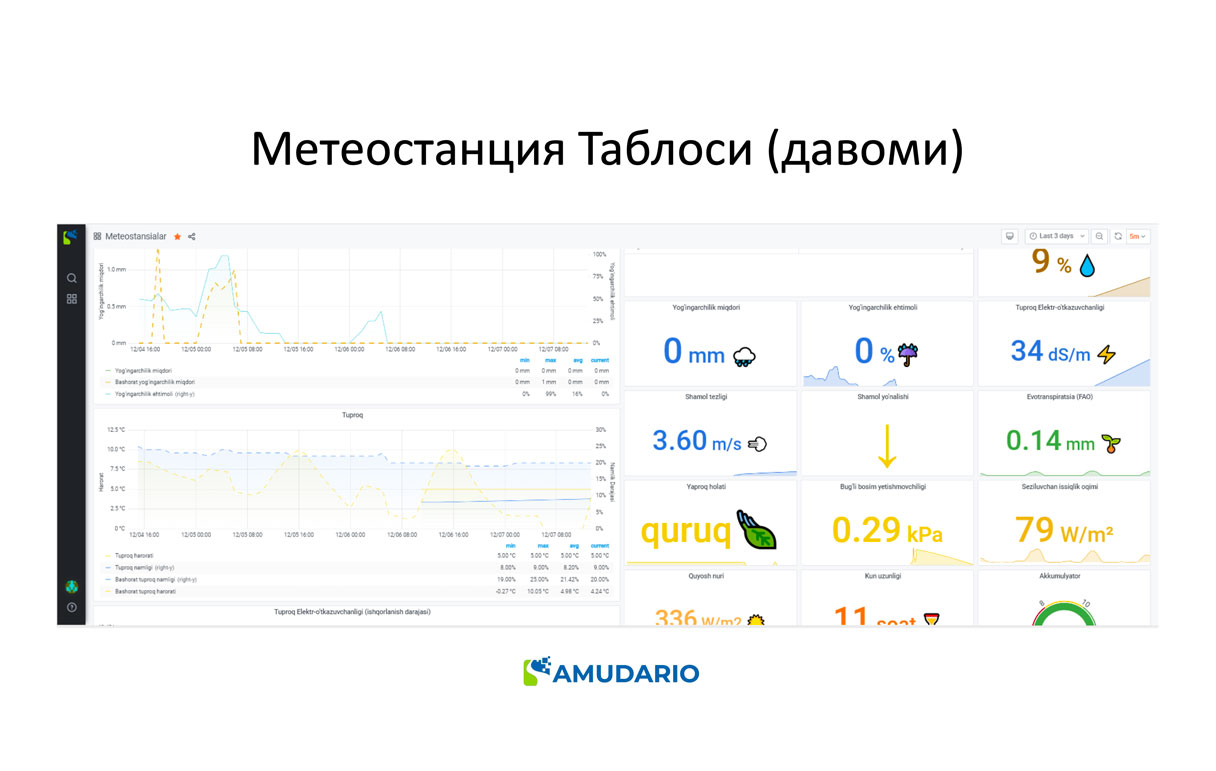 Метеостанция Таблоси (давоми)
Meteostansialar
Last 3 days
5m
Yog'ingarchilik miqdori
1.0 mm
0.5 mm
0 mm
100%
75%
50%
25%
0%
Yog'ingarchilik ehtimoli
12/04 16:00 12/05 00:00 12/05 08:00 12/05 16:00 12/06 00:00 12/06 08:00 12/06 16:00 12/07 00:00 12/07 08:00
min max avg current
Yog'ingarchilik miqdori 0 mm 0 mm 0 mm 0 mm
Bashorat yog'ingarchilik miqdori 0 mm 1 mm 0 mm 0 mm
Yog'ingarchilik ehtimoli (right-y) 0% 99% 16% 0%
Tuproq
Harorat
12.5 °C
10.0 °C
7.5 °C
5.0 °C
2.5 °C
0 °C
30%
25%
20%
15%
10%
5%
0%
Namlik Darajasi
12/04 16:00 12/05 00:00 12/05 08:00 12/05 16:00 12/06 00:00 12/06 08:00 12/06 16:00 12/07 00:00 12/07 08:00
min max avg current
Tuproq harorati 5.00 °C 5.00 °C 5.00 °C 5.00 °C
Tuproq namligi (right-y) 8.00% 9.00% 8.20% 9.00%
Bashorat tuproq namligi (right-y) 19.00% 25.00% 21.42% 20.00%
Bashorat tuproq harorati -0.27 °C 10.05 °C 4.98 °C 4.24 °C
Tuproq Elektr-o'tkazuvchanligi (ishqorlanish darajasi)
9 %
Yog'ingarchilik miqdori
0 mm
Yog'ingarchilik ehtimoli
0 %
Tuproq Elektr-o'tkazuvchanligi
34 dS/m
Shamol tezligi
3.60 m/s
Shamol yo'nalishi
Evotranspiratsia (FAO)
0.14 mm
Yaproq holati
quruq
Bug'li bosim yetishmovchiligi
0.29 kPa
Seziluvchan issiqlik oqimi
79 W/m²
Quyosh nuri
336 W/m2
Kun uzunligi
11 soat
Akkumulyator
8 10
AMUDARIO